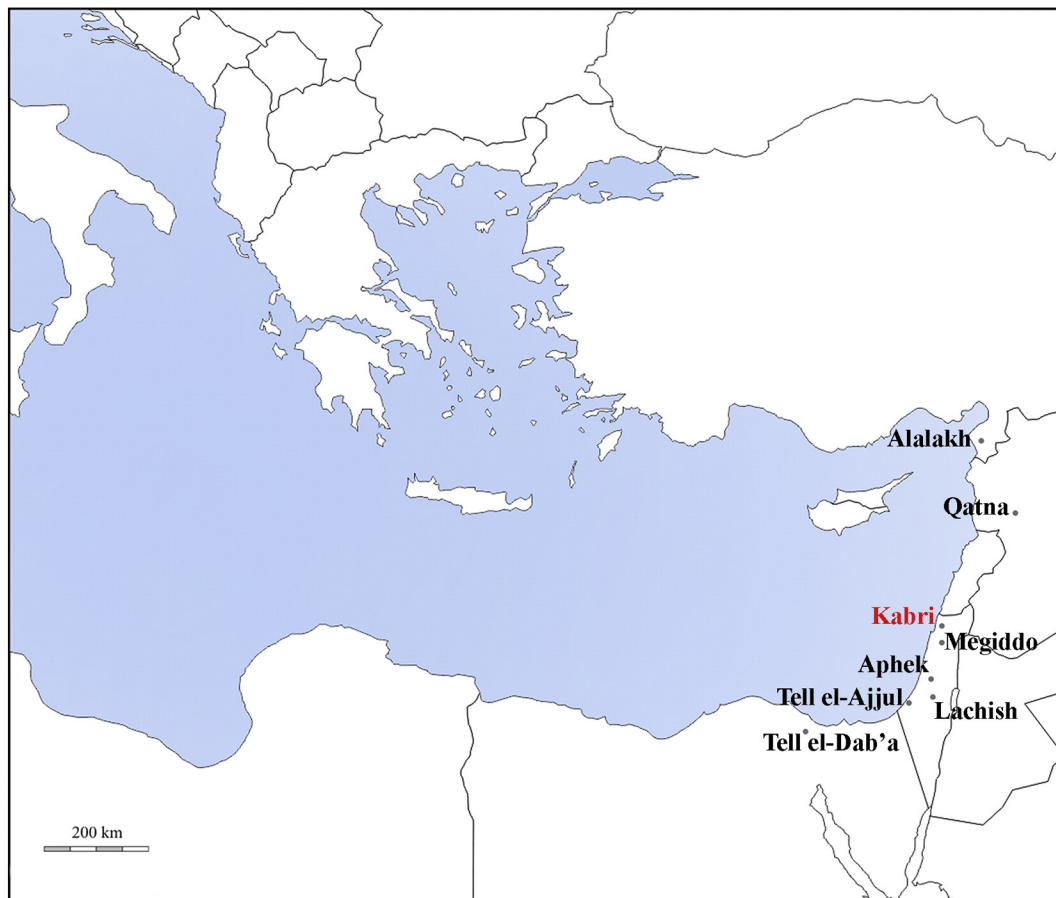 Alalakh
Qatna
Kabri
Megiddo
Aphek
Tell el-Ajjul
Lachish
Tell el-Dab’a
200 km